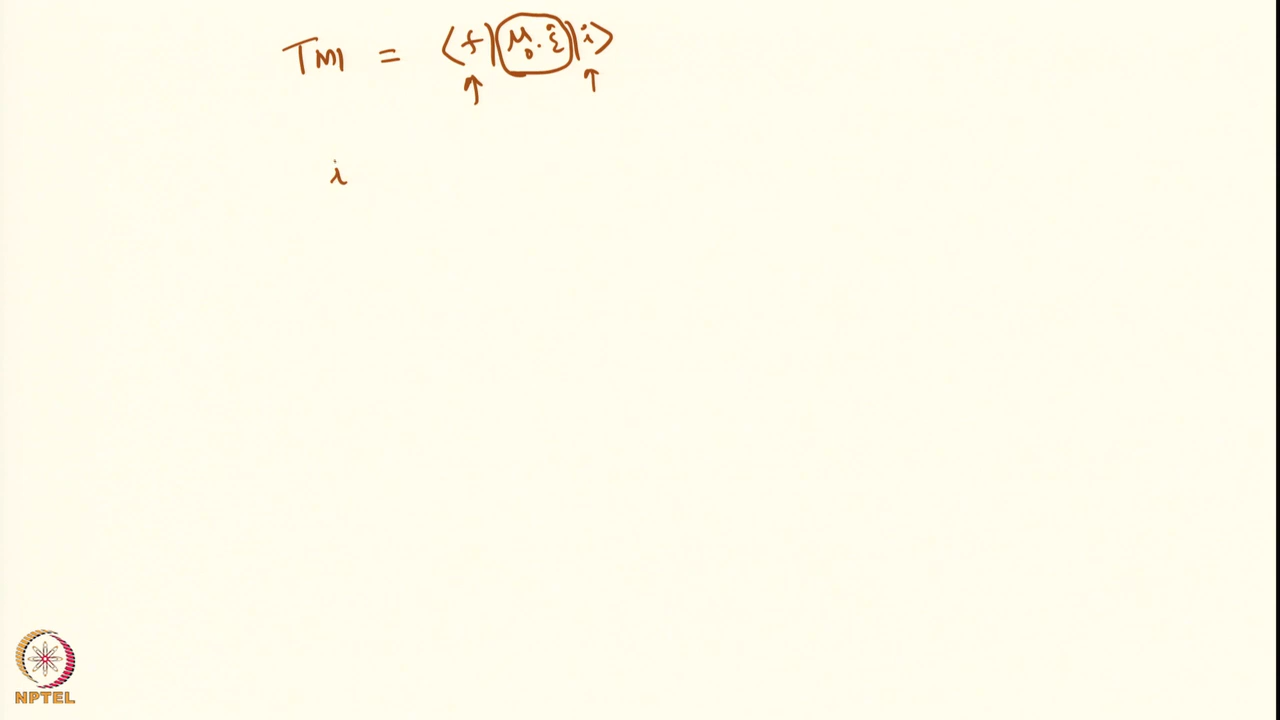 TMI = ⟨f|μ₀·ε̂|i⟩
i
NPTEL